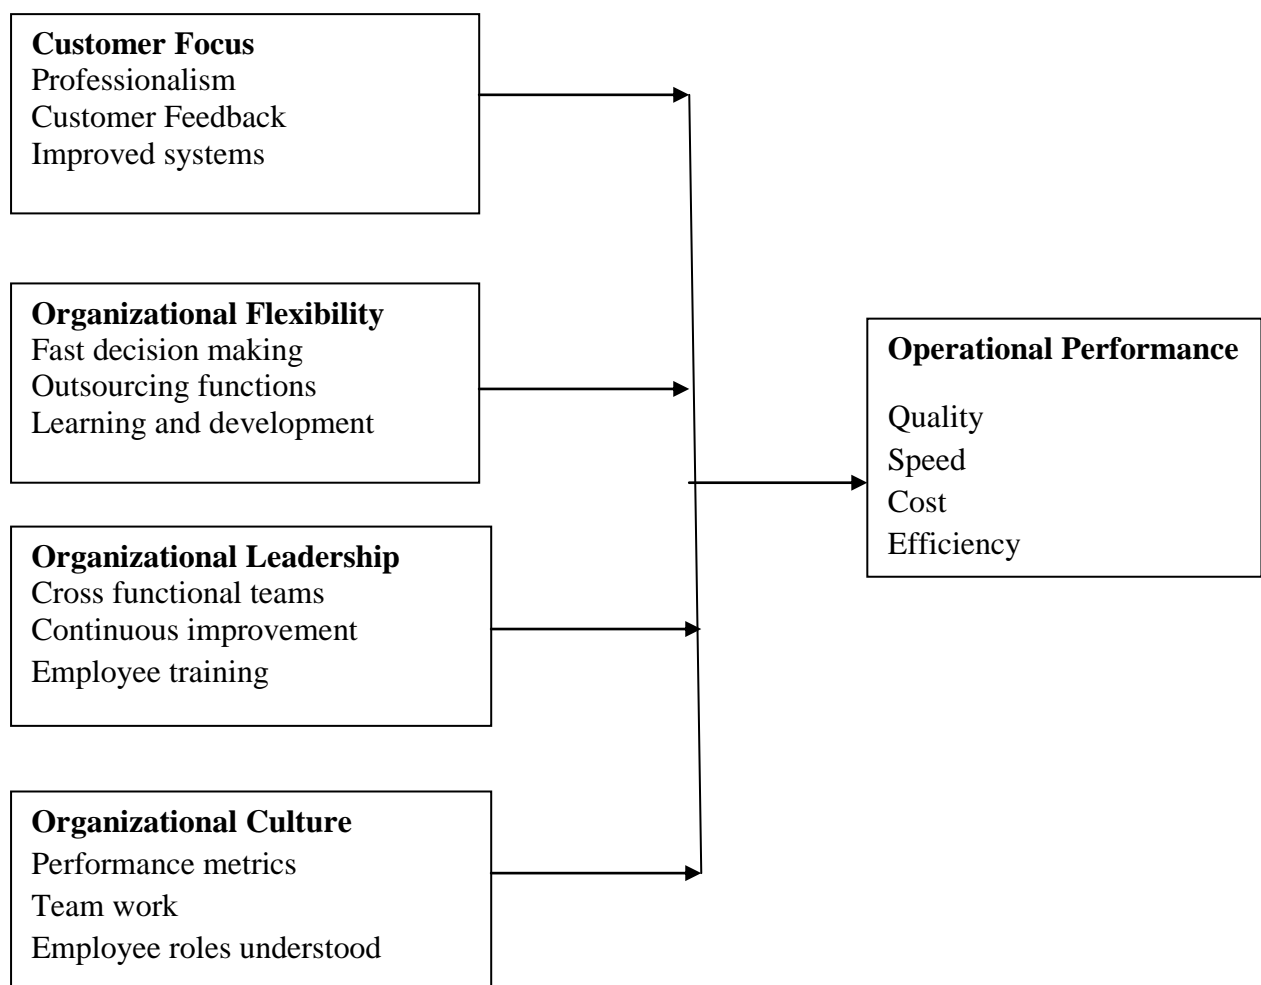 Customer Focus
Professionalism
Customer Feedback
Improved systems
Organizational Flexibility
Fast decision making
Outsourcing functions
Learning and development
Organizational Leadership
Cross functional teams
Continuous improvement
Employee training
Organizational Culture
Performance metrics
Team work
Employee roles understood
Operational Performance
Quality
Speed
Cost
Efficiency